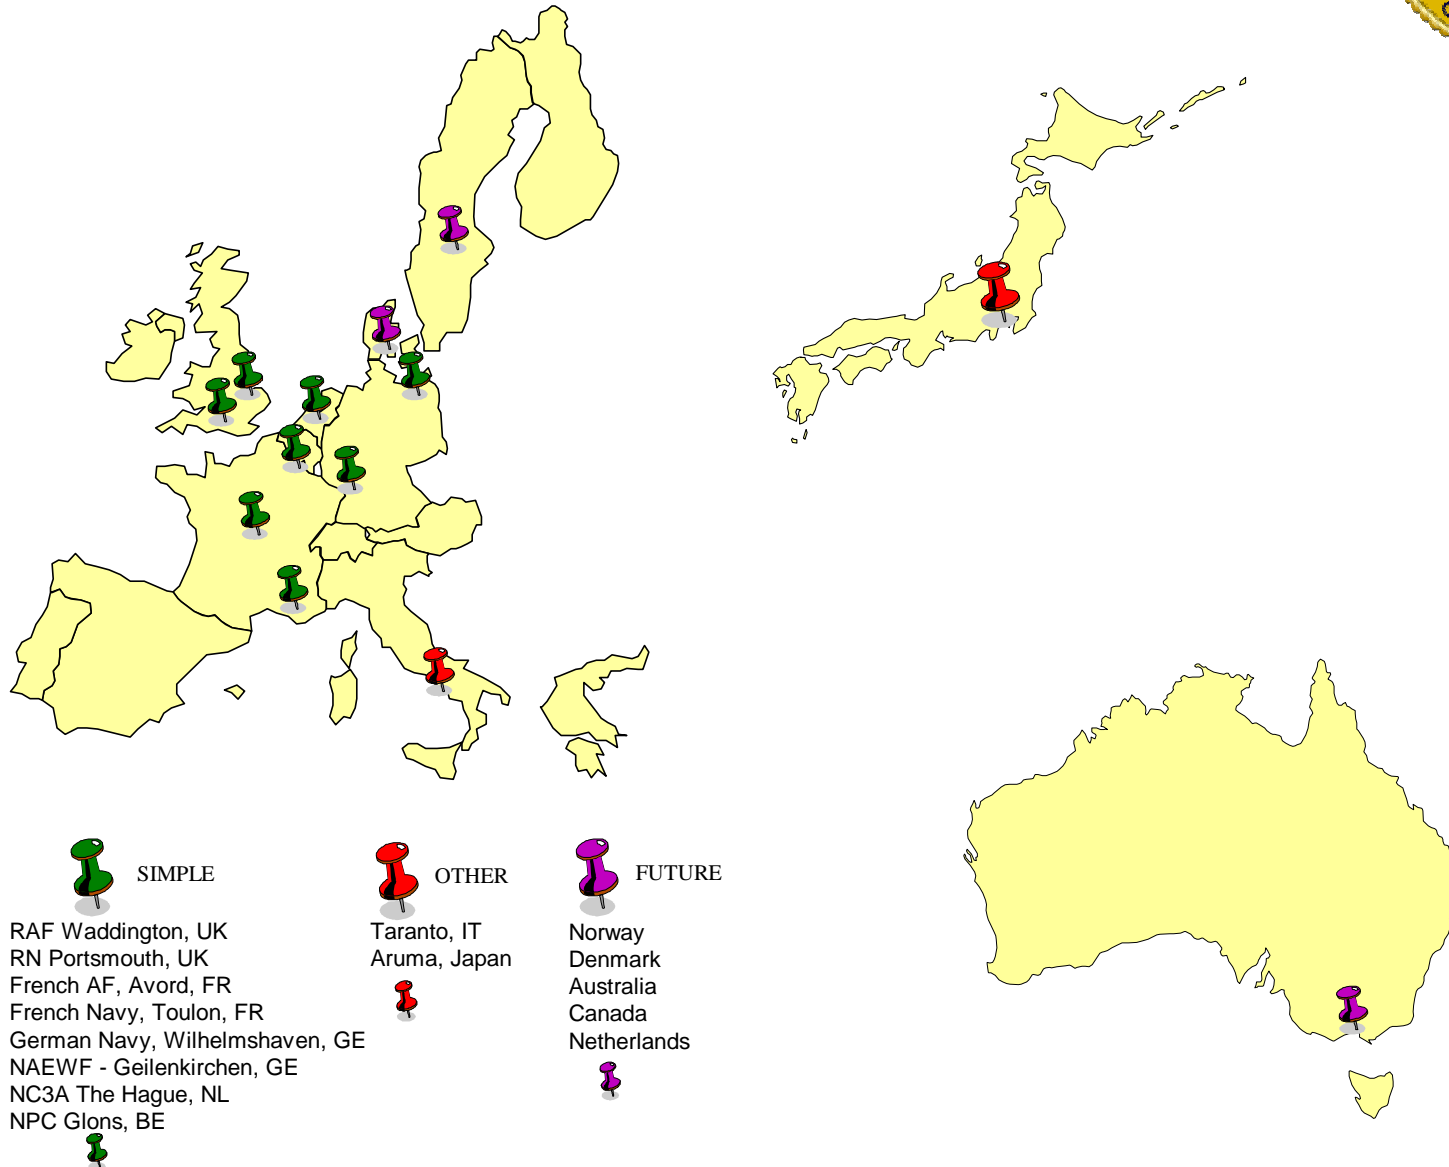 SIMPLE
RAF Waddington, UK
RN Portsmouth, UK
French AF, Avord, FR
French Navy, Toulon, FR
German Navy, Wilhelmshaven, GE
NAEWF - Geilenkirchen, GE
NC3A The Hague, NL
NPC Glons, BE
OTHER
Taranto, IT
Aruma, Japan
FUTURE
Norway
Denmark
Australia
Canada
Netherlands